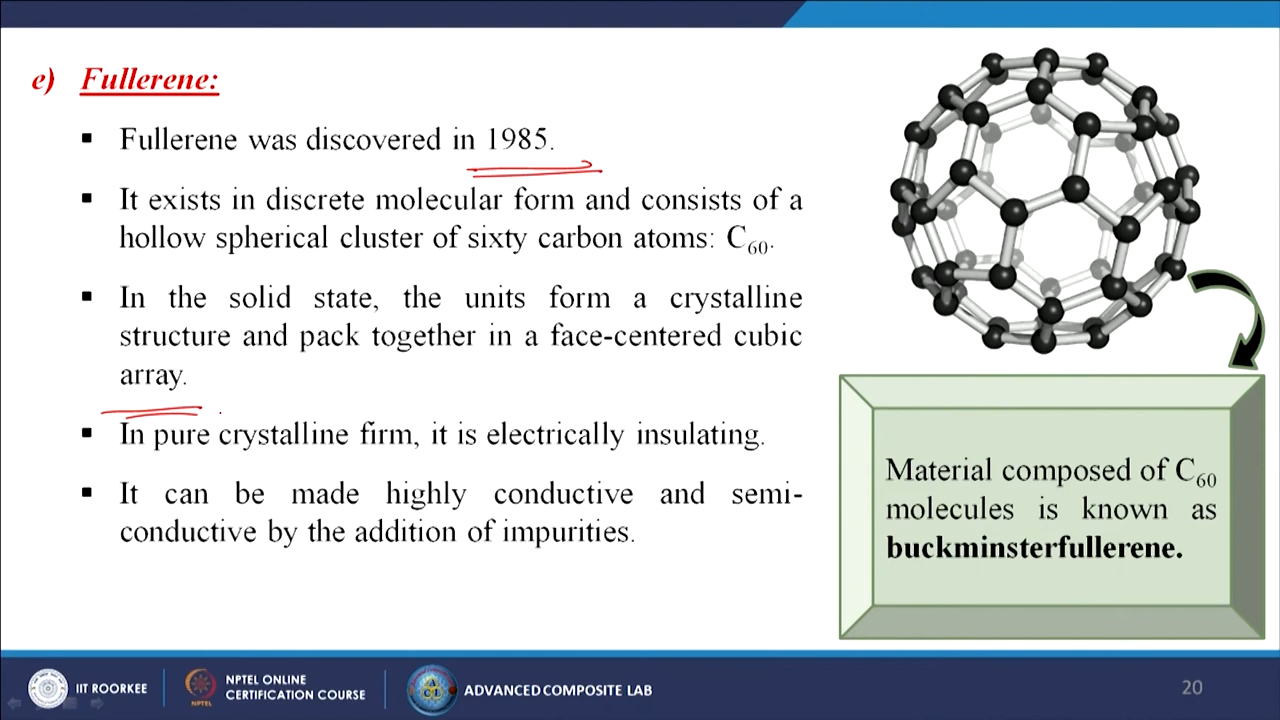 e) Fullerene:
▪ Fullerene was discovered in 1985.
▪ It exists in discrete molecular form and consists of a
hollow spherical cluster of sixty carbon atoms: C₆₀.
▪ In the solid state, the units form a crystalline
structure and pack together in a face-centered cubic
array.
▪ In pure crystalline firm, it is electrically insulating.
▪ It can be made highly conductive and semi-
conductive by the addition of impurities.
Material composed of C₆₀
molecules is known as
buckminsterfullerene.
IIT ROORKEE
NPTEL
NPTEL ONLINE
CERTIFICATION COURSE
ADVANCED COMPOSITE LAB
20